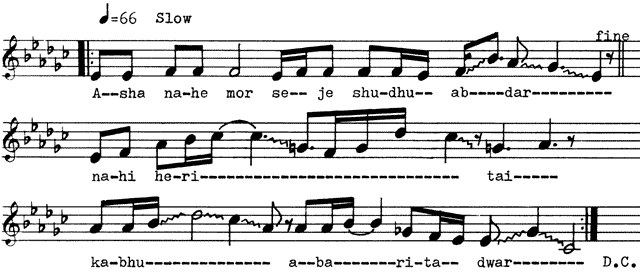 ♩=66 Slow
fine
A--sha na-he mor se-- je shu-dhu-- ab----dar----------
na-hi he-ri-------------------------------- tai-----
ka-bhu-------------- a--ba------ri-ta-- dwar--------- D.C.